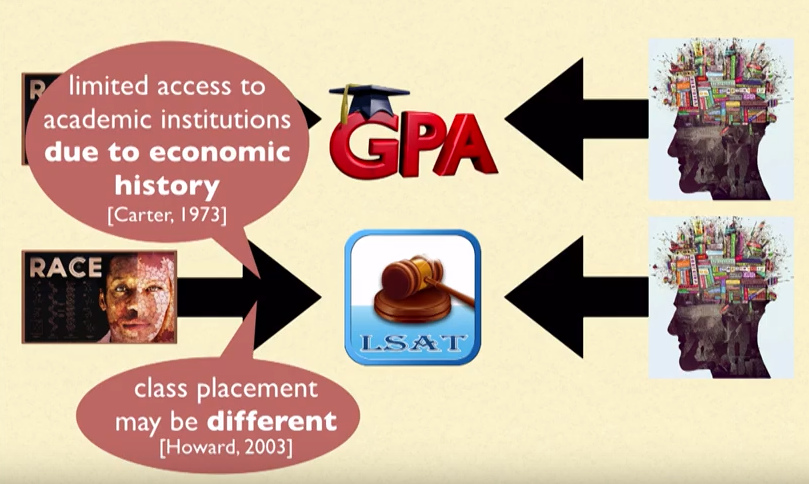 limited access to
academic institutions
due to economic
history
[Carter, 1973]
R
GPA
RACE
LSAT
class placement
may be different
[Howard, 2003]